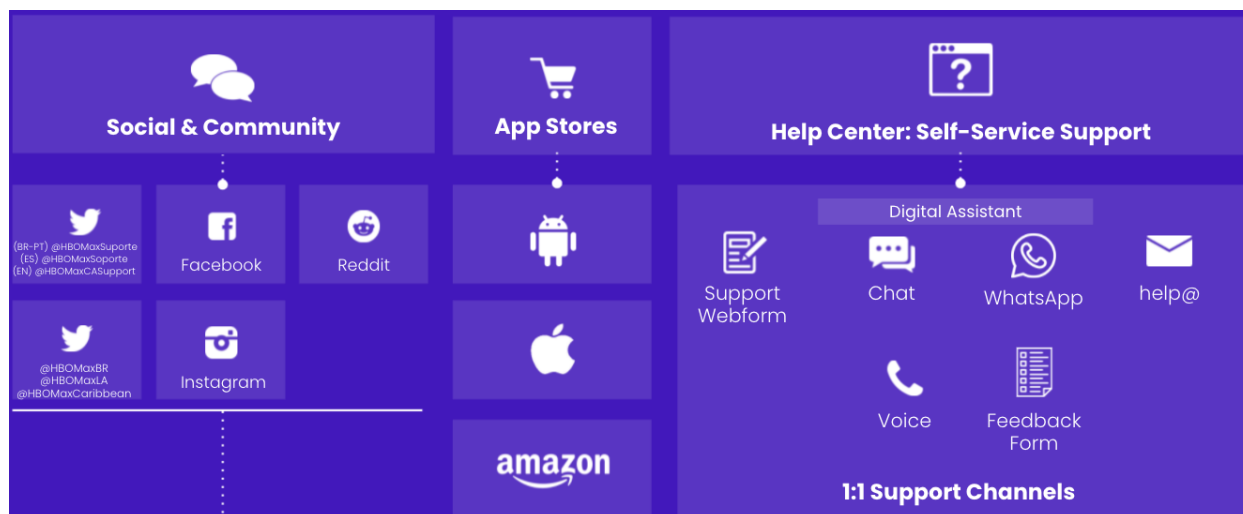 Social & Community
(BR-PT) @HBOMaxSuporte
(ES) @HBOMaxSoporte
(EN) @HBOMaxCASupport
Facebook
Reddit
@HBOMaxBR
@HBOMaxLA
@HBOMaxCaribbean
Instagram
App Stores
amazon
?
Help Center: Self-Service Support
Digital Assistant
Support
Webform
Chat
WhatsApp
help@
Voice
Feedback
Form
1:1 Support Channels